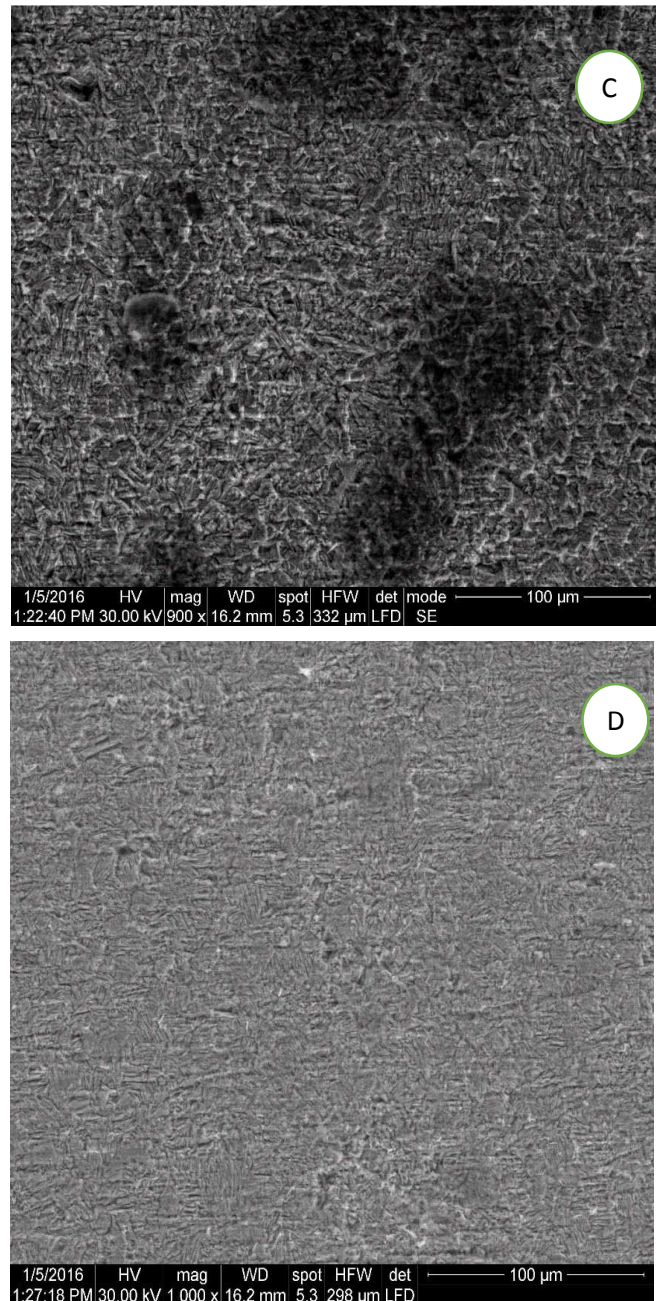 C
1/5/2016 HV mag WD spot HFW det mode 100 µm
1:22:40 PM 30.00 kV 900 x 16.2 mm 5.3 332 µm LFD SE
D
1/5/2016 HV mag WD spot HFW det 100 µm
1:27:18 PM 30.00 kV 1 000 x 16.2 mm 5.3 298 µm LFD